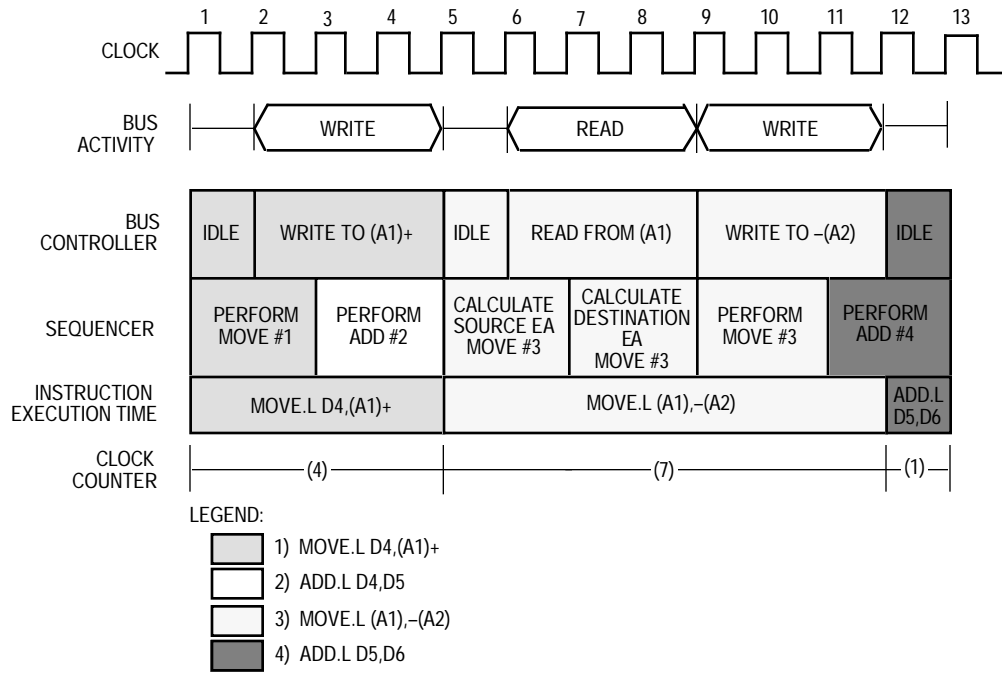 1 2 3 4 5 6 7 8 9 10 11 12 13
CLOCK
BUS
ACTIVITY
WRITE READ WRITE
BUS
CONTROLLER
IDLE WRITE TO (A1)+ IDLE READ FROM (A1) WRITE TO –(A2) IDLE
SEQUENCER
PERFORM
MOVE #1
PERFORM
ADD #2
CALCULATE
SOURCE EA
MOVE #3
CALCULATE
DESTINATION
EA
MOVE #3
PERFORM
MOVE #3
PERFORM
ADD #4
INSTRUCTION
EXECUTION TIME
MOVE.L D4,(A1)+
MOVE.L (A1),–(A2)
ADD.L
D5,D6
CLOCK
COUNTER
(4) (7) (1)
LEGEND:
1) MOVE.L D4,(A1)+
2) ADD.L D4,D5
3) MOVE.L (A1),–(A2)
4) ADD.L D5,D6